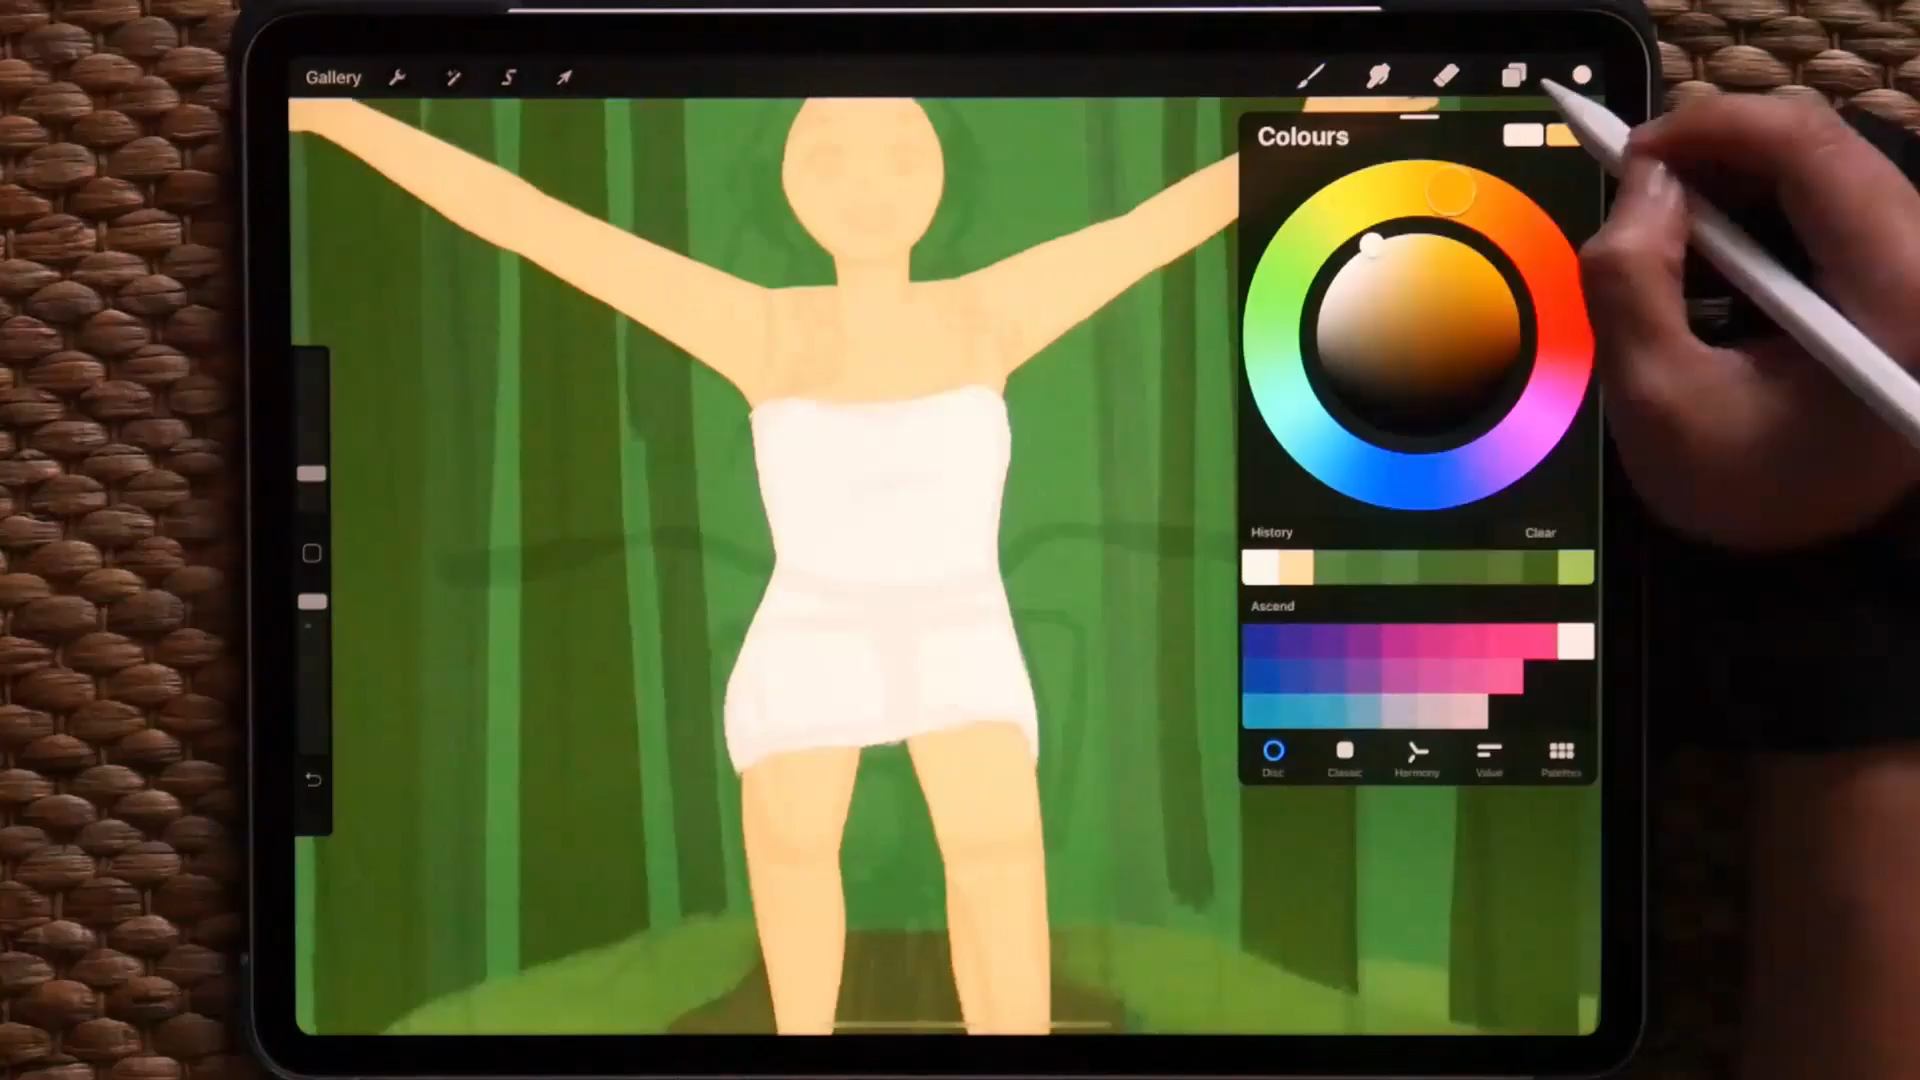 Gallery
Colours
History Clear
Ascend
Disc Classic Harmony Value Palettes